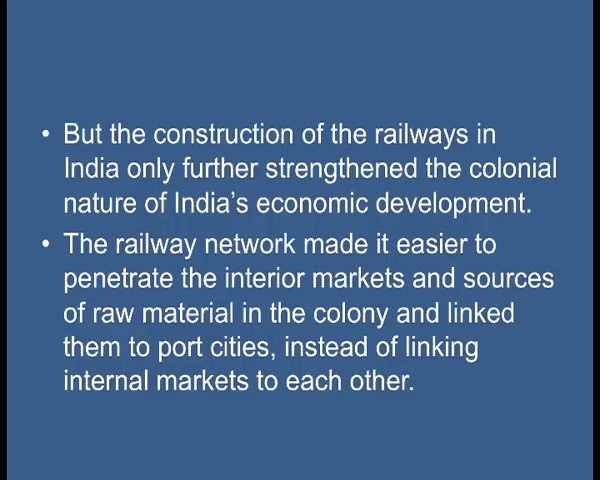 • But the construction of the railways in
India only further strengthened the colonial
nature of India’s economic development.
• The railway network made it easier to
penetrate the interior markets and sources
of raw material in the colony and linked
them to port cities, instead of linking
internal markets to each other.